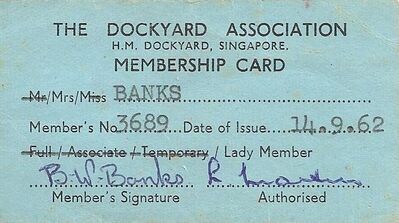 THE DOCKYARD ASSOCIATION
H.M. DOCKYARD, SINGAPORE.
MEMBERSHIP CARD
Mr/Mrs/Miss BANKS
Member's No. 3689 Date of Issue 14.9.62
Full / Associate / Temporary / Lady Member
B.W. Banks
Member's Signature Authorised